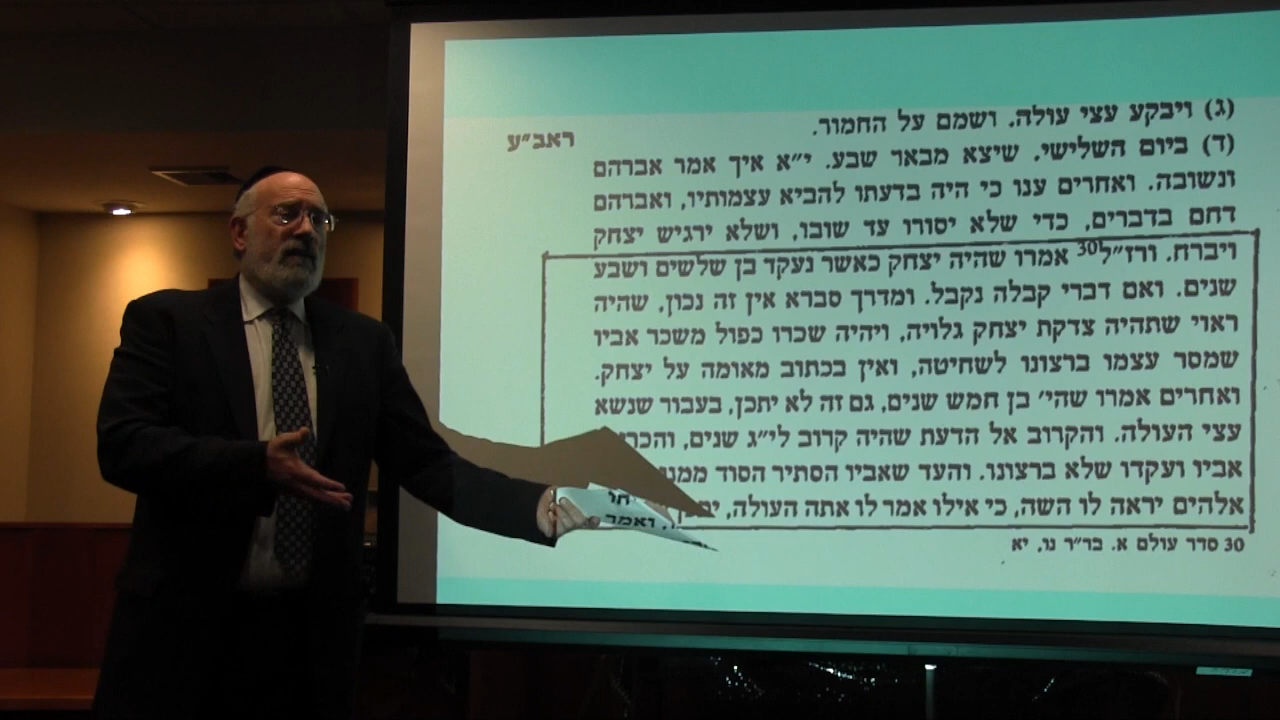 (ג) ויבקע עצי עולה. ושמם על החמור.
ראב״ע
(ד) ביום השלישי. שיצא מבאר שבע. י״א איך אמר אברהם
ונשובה. ואחרים ענו כי היה בדעתו להביא עצמותיו, ואברהם
דחם בדברים, כדי שלא יסורו עד שובו, ושלא ירגיש יצחק
ויברח. ורז״ל30 אמרו שהיה יצחק כאשר נעקד בן שלשים ושבע
שנים. ואם דברי קבלה נקבל. ומדרך סברא אין זה נכון, שהיה
ראוי שתהיה צדקת יצחק גלויה, ויהיה שכרו כפול משכר אביו
שמסר עצמו ברצונו לשחיטה, ואין בכתוב מאומה על יצחק.
ואחרים אמרו שהי׳ בן חמש שנים, גם זה לא יתכן, בעבור שנשא
עצי העולה. והקרוב אל הדעת שהיה קרוב לי״ג שנים,
אביו ועקדו שלא ברצונו. והעד שאביו הסתיר הסוד
אלהים יראה לו השה, כי אילו אמר לו אתה העולה,
ואמר
30 סדר עולם א. בר״ר נו, יא